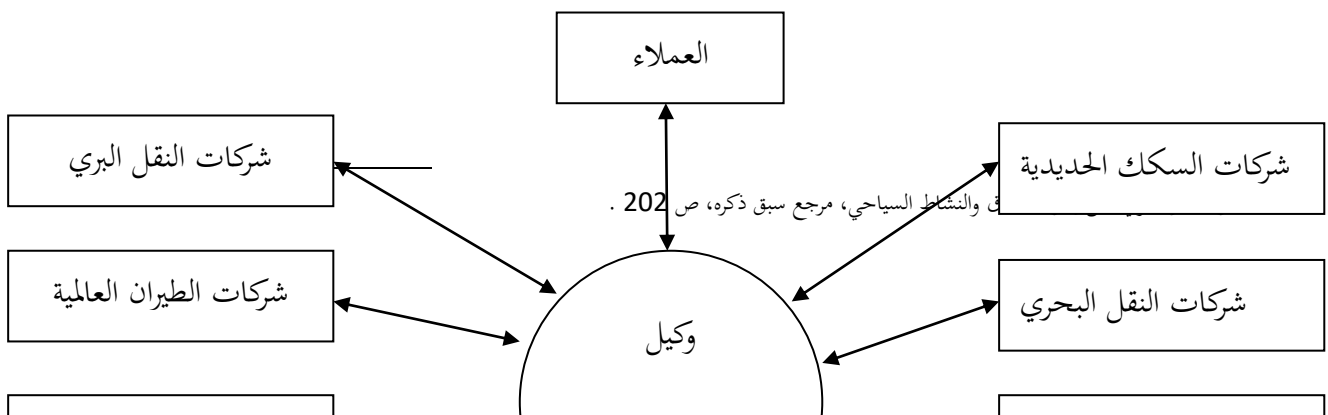 العملاء
شركات السكك الحديدية
شركات النقل البري
ق والنشاط السياحي، مرجع سبق ذكره، ص 202 .
شركات النقل البحري
شركات الطيران العالمية
وكيل